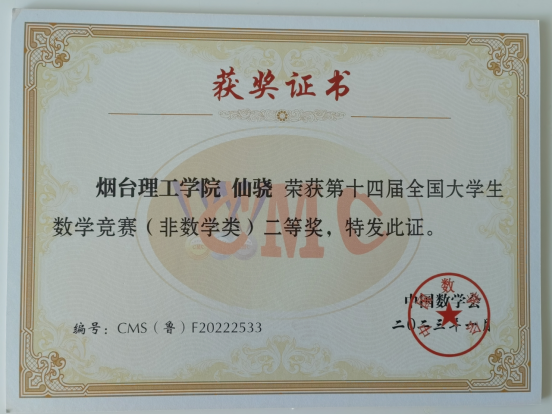 获奖证书
烟台理工学院 仙骁 荣获第十四届全国大学生
数学竞赛（非数学类）二等奖，特发此证。
CMC
中国数学会
编号：CMS（鲁）F20222533
二〇二三年一月